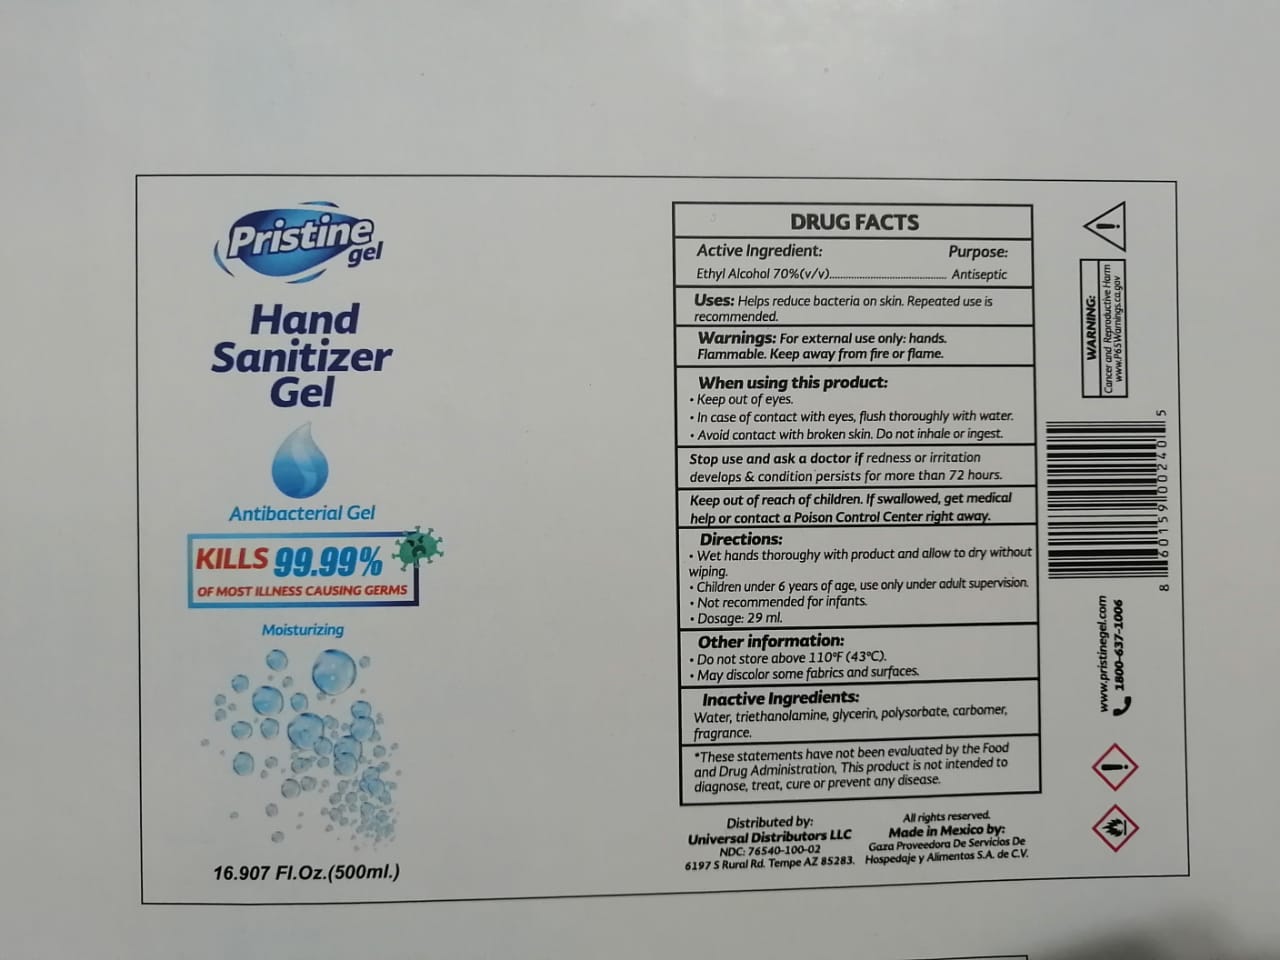 Pristine
gel
Hand
Sanitizer
Gel
Antibacterial Gel
KILLS 99.99%
OF MOST ILLNESS CAUSING GERMS
Moisturizing
16.907 Fl.Oz.(500ml.)
DRUG FACTS
Active Ingredient: Purpose:
Ethyl Alcohol 70%(v/v)............................................ Antiseptic
Uses: Helps reduce bacteria on skin. Repeated use is
recommended.
Warnings: For external use only: hands.
Flammable. Keep away from fire or flame.
When using this product:
• Keep out of eyes.
• In case of contact with eyes, flush thoroughly with water.
• Avoid contact with broken skin. Do not inhale or ingest.
Stop use and ask a doctor if redness or irritation
develops & condition persists for more than 72 hours.
Keep out of reach of children. If swallowed, get medical
help or contact a Poison Control Center right away.
Directions:
• Wet hands thoroughy with product and allow to dry without
wiping.
• Children under 6 years of age, use only under adult supervision.
• Not recommended for infants.
• Dosage: 29 ml.
Other information:
• Do not store above 110°F (43°C).
• May discolor some fabrics and surfaces.
Inactive Ingredients:
Water, triethanolamine, glycerin, polysorbate, carbomer,
fragrance.
*These statements have not been evaluated by the Food
and Drug Administration, This product is not intended to
diagnose, treat, cure or prevent any disease.
Distributed by:
Universal Distributors LLC
NDC: 76540-100-02
6197 S Rural Rd. Tempe AZ 85283.
All rights reserved.
Made in Mexico by:
Gaza Proveedora De Servicios De
Hospedaje y Alimentos S.A. de C.V.
WARNING:
Cancer and Reproductive Harm
www.P65Warnings.ca.gov
8 60159 00240 5
www.pristinegel.com
1800-637-1006